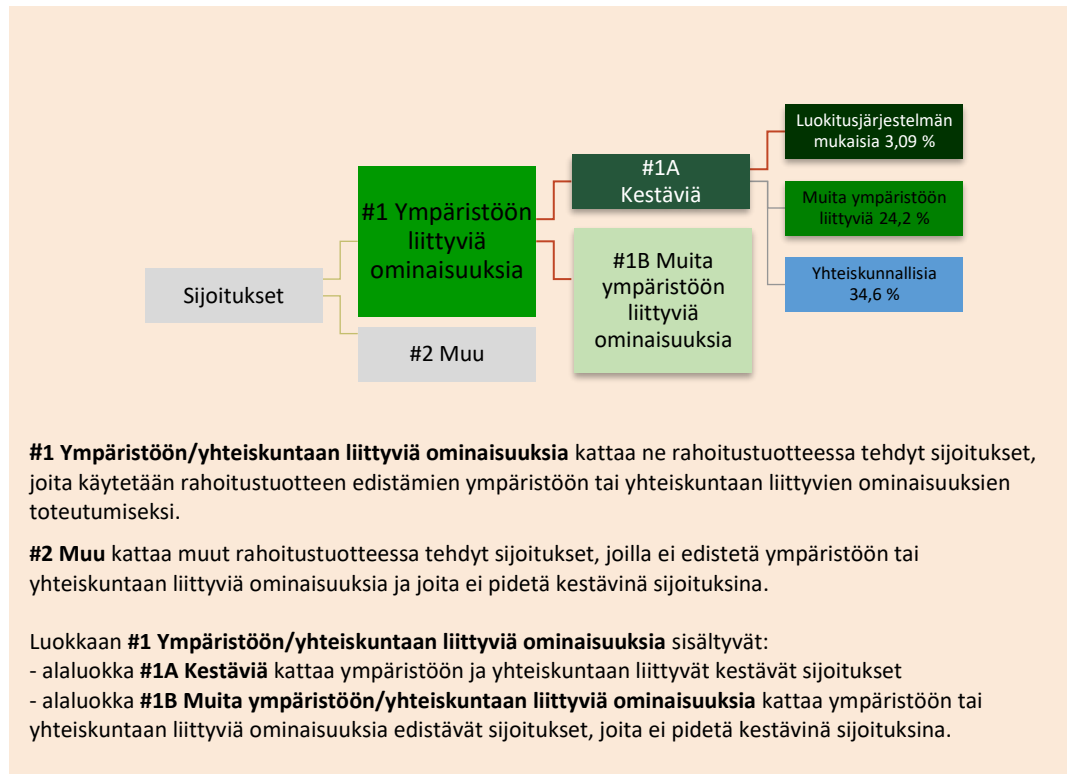 Luokitusjärjestelmän
mukaisia 3,09 %
#1A
Kestäviä
Muita ympäristöön
liittyviä 24,2 %
#1 Ympäristöön
liittyviä
ominaisuuksia
#1B Muita
ympäristöön
liittyviä
ominaisuuksia
Yhteiskunnallisia
34,6 %
Sijoitukset
#2 Muu
#1 Ympäristöön/yhteiskuntaan liittyviä ominaisuuksia kattaa ne rahoitustuotteessa tehdyt sijoitukset,
joita käytetään rahoitustuotteen edistämien ympäristöön tai yhteiskuntaan liittyvien ominaisuuksien
toteutumiseksi.
#2 Muu kattaa muut rahoitustuotteessa tehdyt sijoitukset, joilla ei edistetä ympäristöön tai
yhteiskuntaan liittyviä ominaisuuksia ja joita ei pidetä kestävinä sijoituksina.
Luokkaan #1 Ympäristöön/yhteiskuntaan liittyviä ominaisuuksia sisältyvät:
- alaluokka #1A Kestäviä kattaa ympäristöön ja yhteiskuntaan liittyvät kestävät sijoitukset
- alaluokka #1B Muita ympäristöön/yhteiskuntaan liittyviä ominaisuuksia kattaa ympäristöön tai
yhteiskuntaan liittyviä ominaisuuksia edistävät sijoitukset, joita ei pidetä kestävinä sijoituksina.